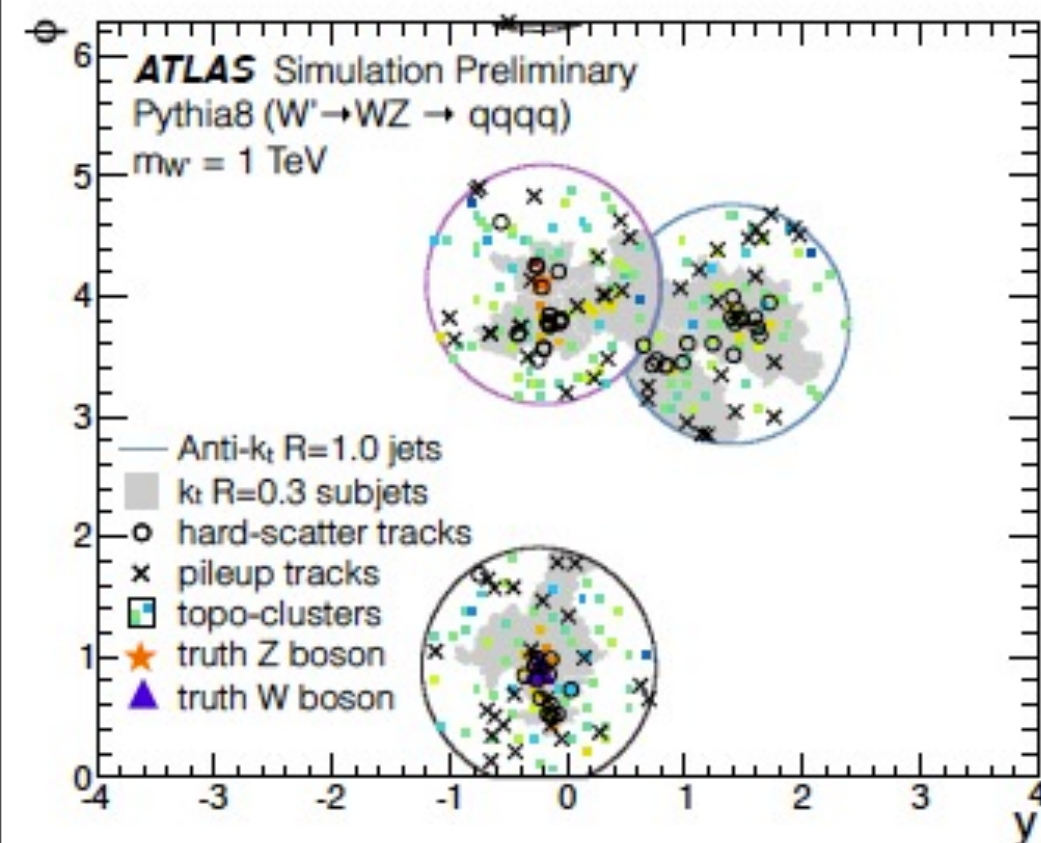 ϕ
6
ATLAS Simulation Preliminary
Pythia8 (W'→WZ → qqqq)
mW' = 1 TeV
5
4
3
Anti-kt R=1.0 jets
kt R=0.3 subjets
2
hard-scatter tracks
pileup tracks
topo-clusters
1
truth Z boson
truth W boson
0
-4 -3 -2 -1 0 1 2 3 4
y